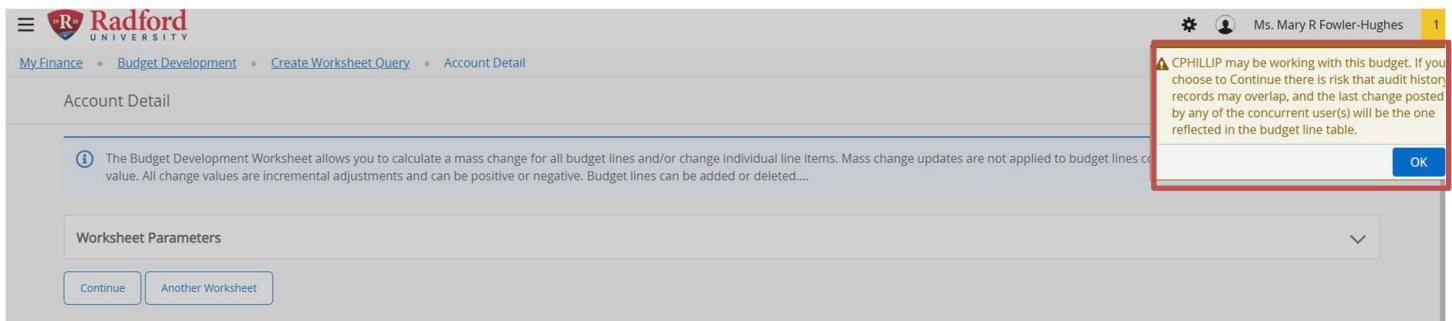 19 R 10 Radford
UNIVERSITY
Ms. Mary R Fowler-Hughes 1
My Finance • Budget Development • Create Worksheet Query • Account Detail
CPHILLIP may be working with this budget. If you
choose to Continue there is risk that audit history
records may overlap, and the last change posted
by any of the concurrent user(s) will be the one
reflected in the budget line table.
OK
Account Detail
The Budget Development Worksheet allows you to calculate a mass change for all budget lines and/or change individual line items. Mass change updates are not applied to budget lines co
value. All change values are incremental adjustments and can be positive or negative. Budget lines can be added or deleted....
Worksheet Parameters
Continue Another Worksheet